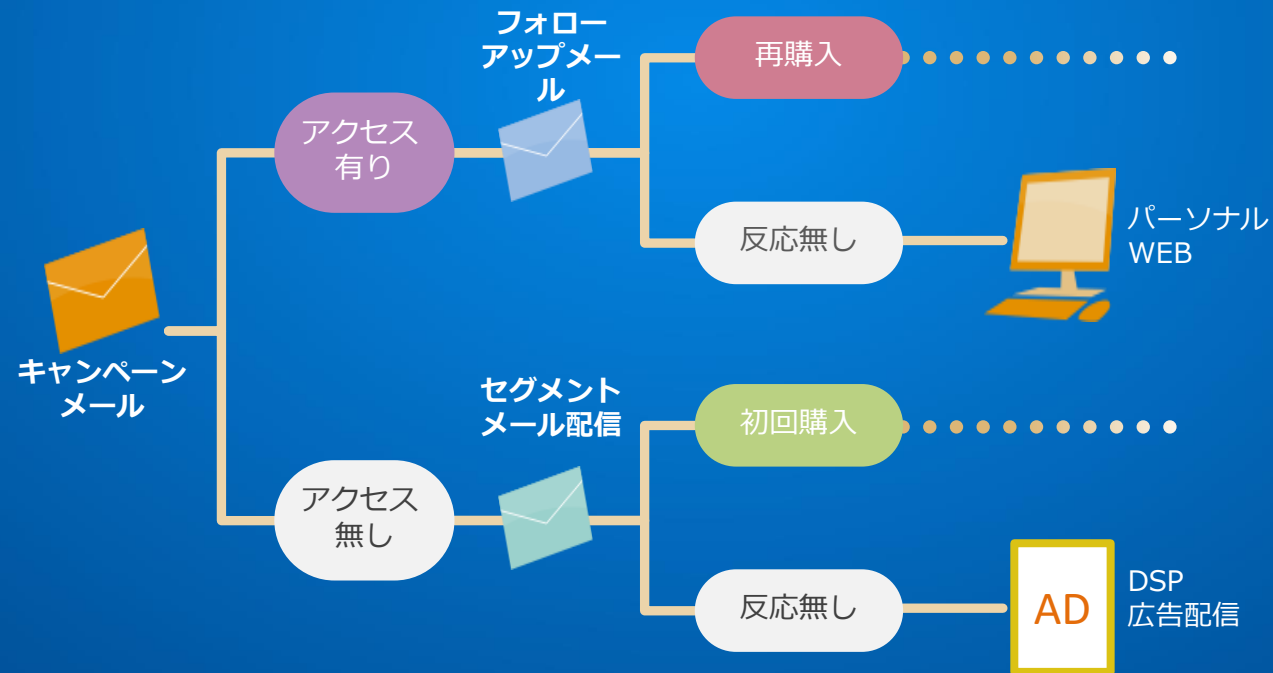 フォロー
アップメー
ル
再購入
アクセス
有り
反応無し
パーソナル
WEB
キャンペーン
メール
セグメント
メール配信
初回購入
アクセス
無し
反応無し
AD
DSP
広告配信